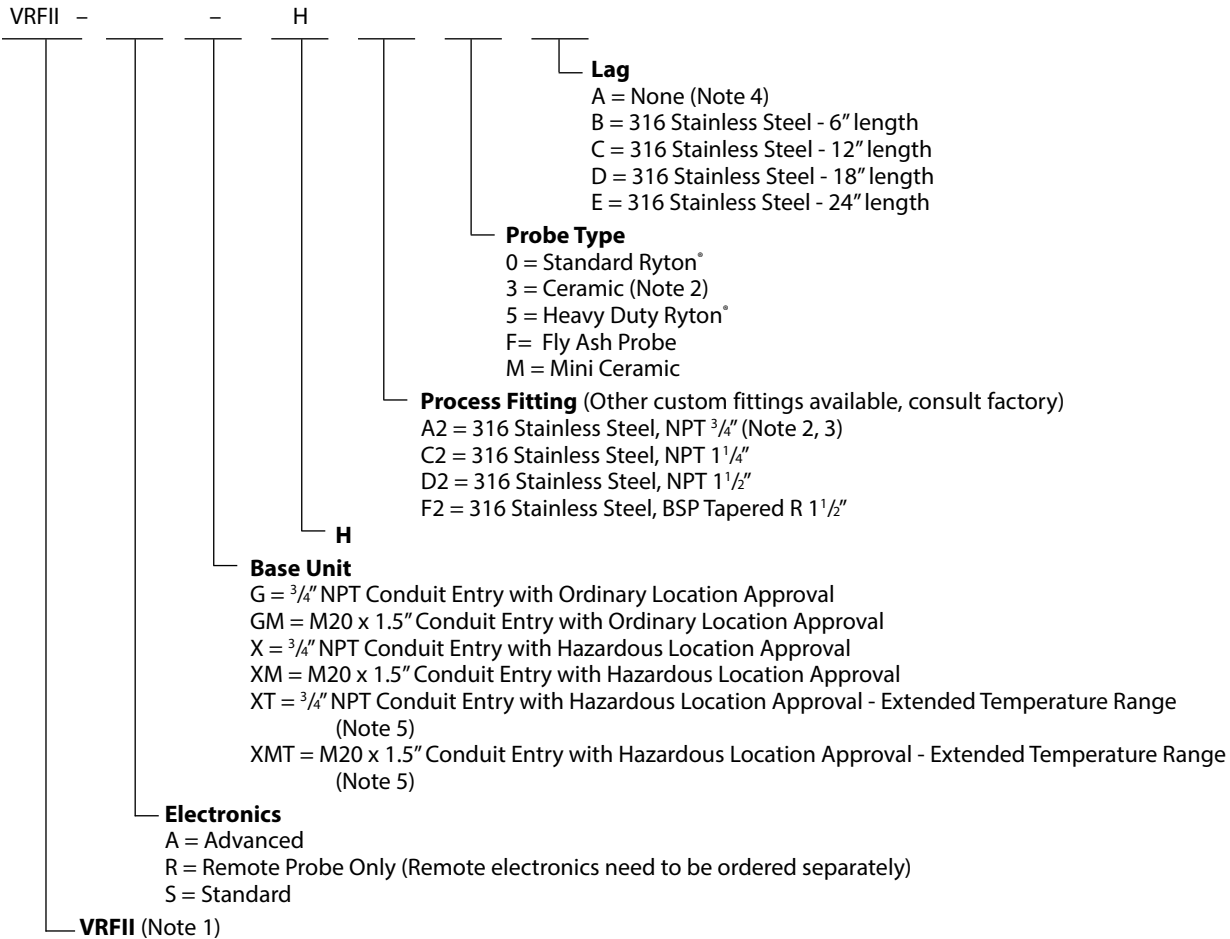 VRFII – – H
Lag
A = None (Note 4)
B = 316 Stainless Steel - 6" length
C = 316 Stainless Steel - 12" length
D = 316 Stainless Steel - 18" length
E = 316 Stainless Steel - 24" length
Probe Type
0 = Standard Ryton®
3 = Ceramic (Note 2)
5 = Heavy Duty Ryton®
F= Fly Ash Probe
M = Mini Ceramic
Process Fitting (Other custom fittings available, consult factory)
A2 = 316 Stainless Steel, NPT 3/4" (Note 2, 3)
C2 = 316 Stainless Steel, NPT 1 1/4"
D2 = 316 Stainless Steel, NPT 1 1/2"
F2 = 316 Stainless Steel, BSP Tapered R 1 1/2"
H
Base Unit
G = 3/4" NPT Conduit Entry with Ordinary Location Approval
GM = M20 x 1.5" Conduit Entry with Ordinary Location Approval
X = 3/4" NPT Conduit Entry with Hazardous Location Approval
XM = M20 x 1.5" Conduit Entry with Hazardous Location Approval
XT = 3/4" NPT Conduit Entry with Hazardous Location Approval - Extended Temperature Range
(Note 5)
XMT = M20 x 1.5" Conduit Entry with Hazardous Location Approval - Extended Temperature Range
(Note 5)
Electronics
A = Advanced
R = Remote Probe Only (Remote electronics need to be ordered separately)
S = Standard
VRFII (Note 1)